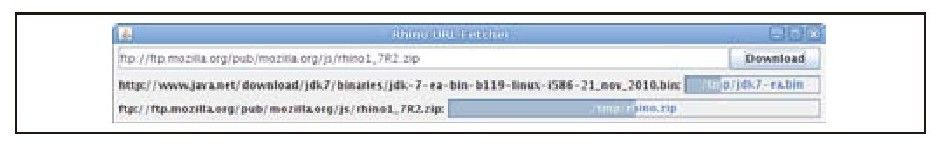 Rhino URL Fetcher
ftp://ftp.mozilla.org/pub/mozilla.org/js/rhino1_7R2.zip Download
http://www.java.net/download/jdk7/binaries/jdk-7-ea-bin-b119-linux-i586-21_nov_2010.bin: /tmp/jdk7-ea.bin
ftp://ftp.mozilla.org/pub/mozilla.org/js/rhino1_7R2.zip: /tmp/rhino.zip